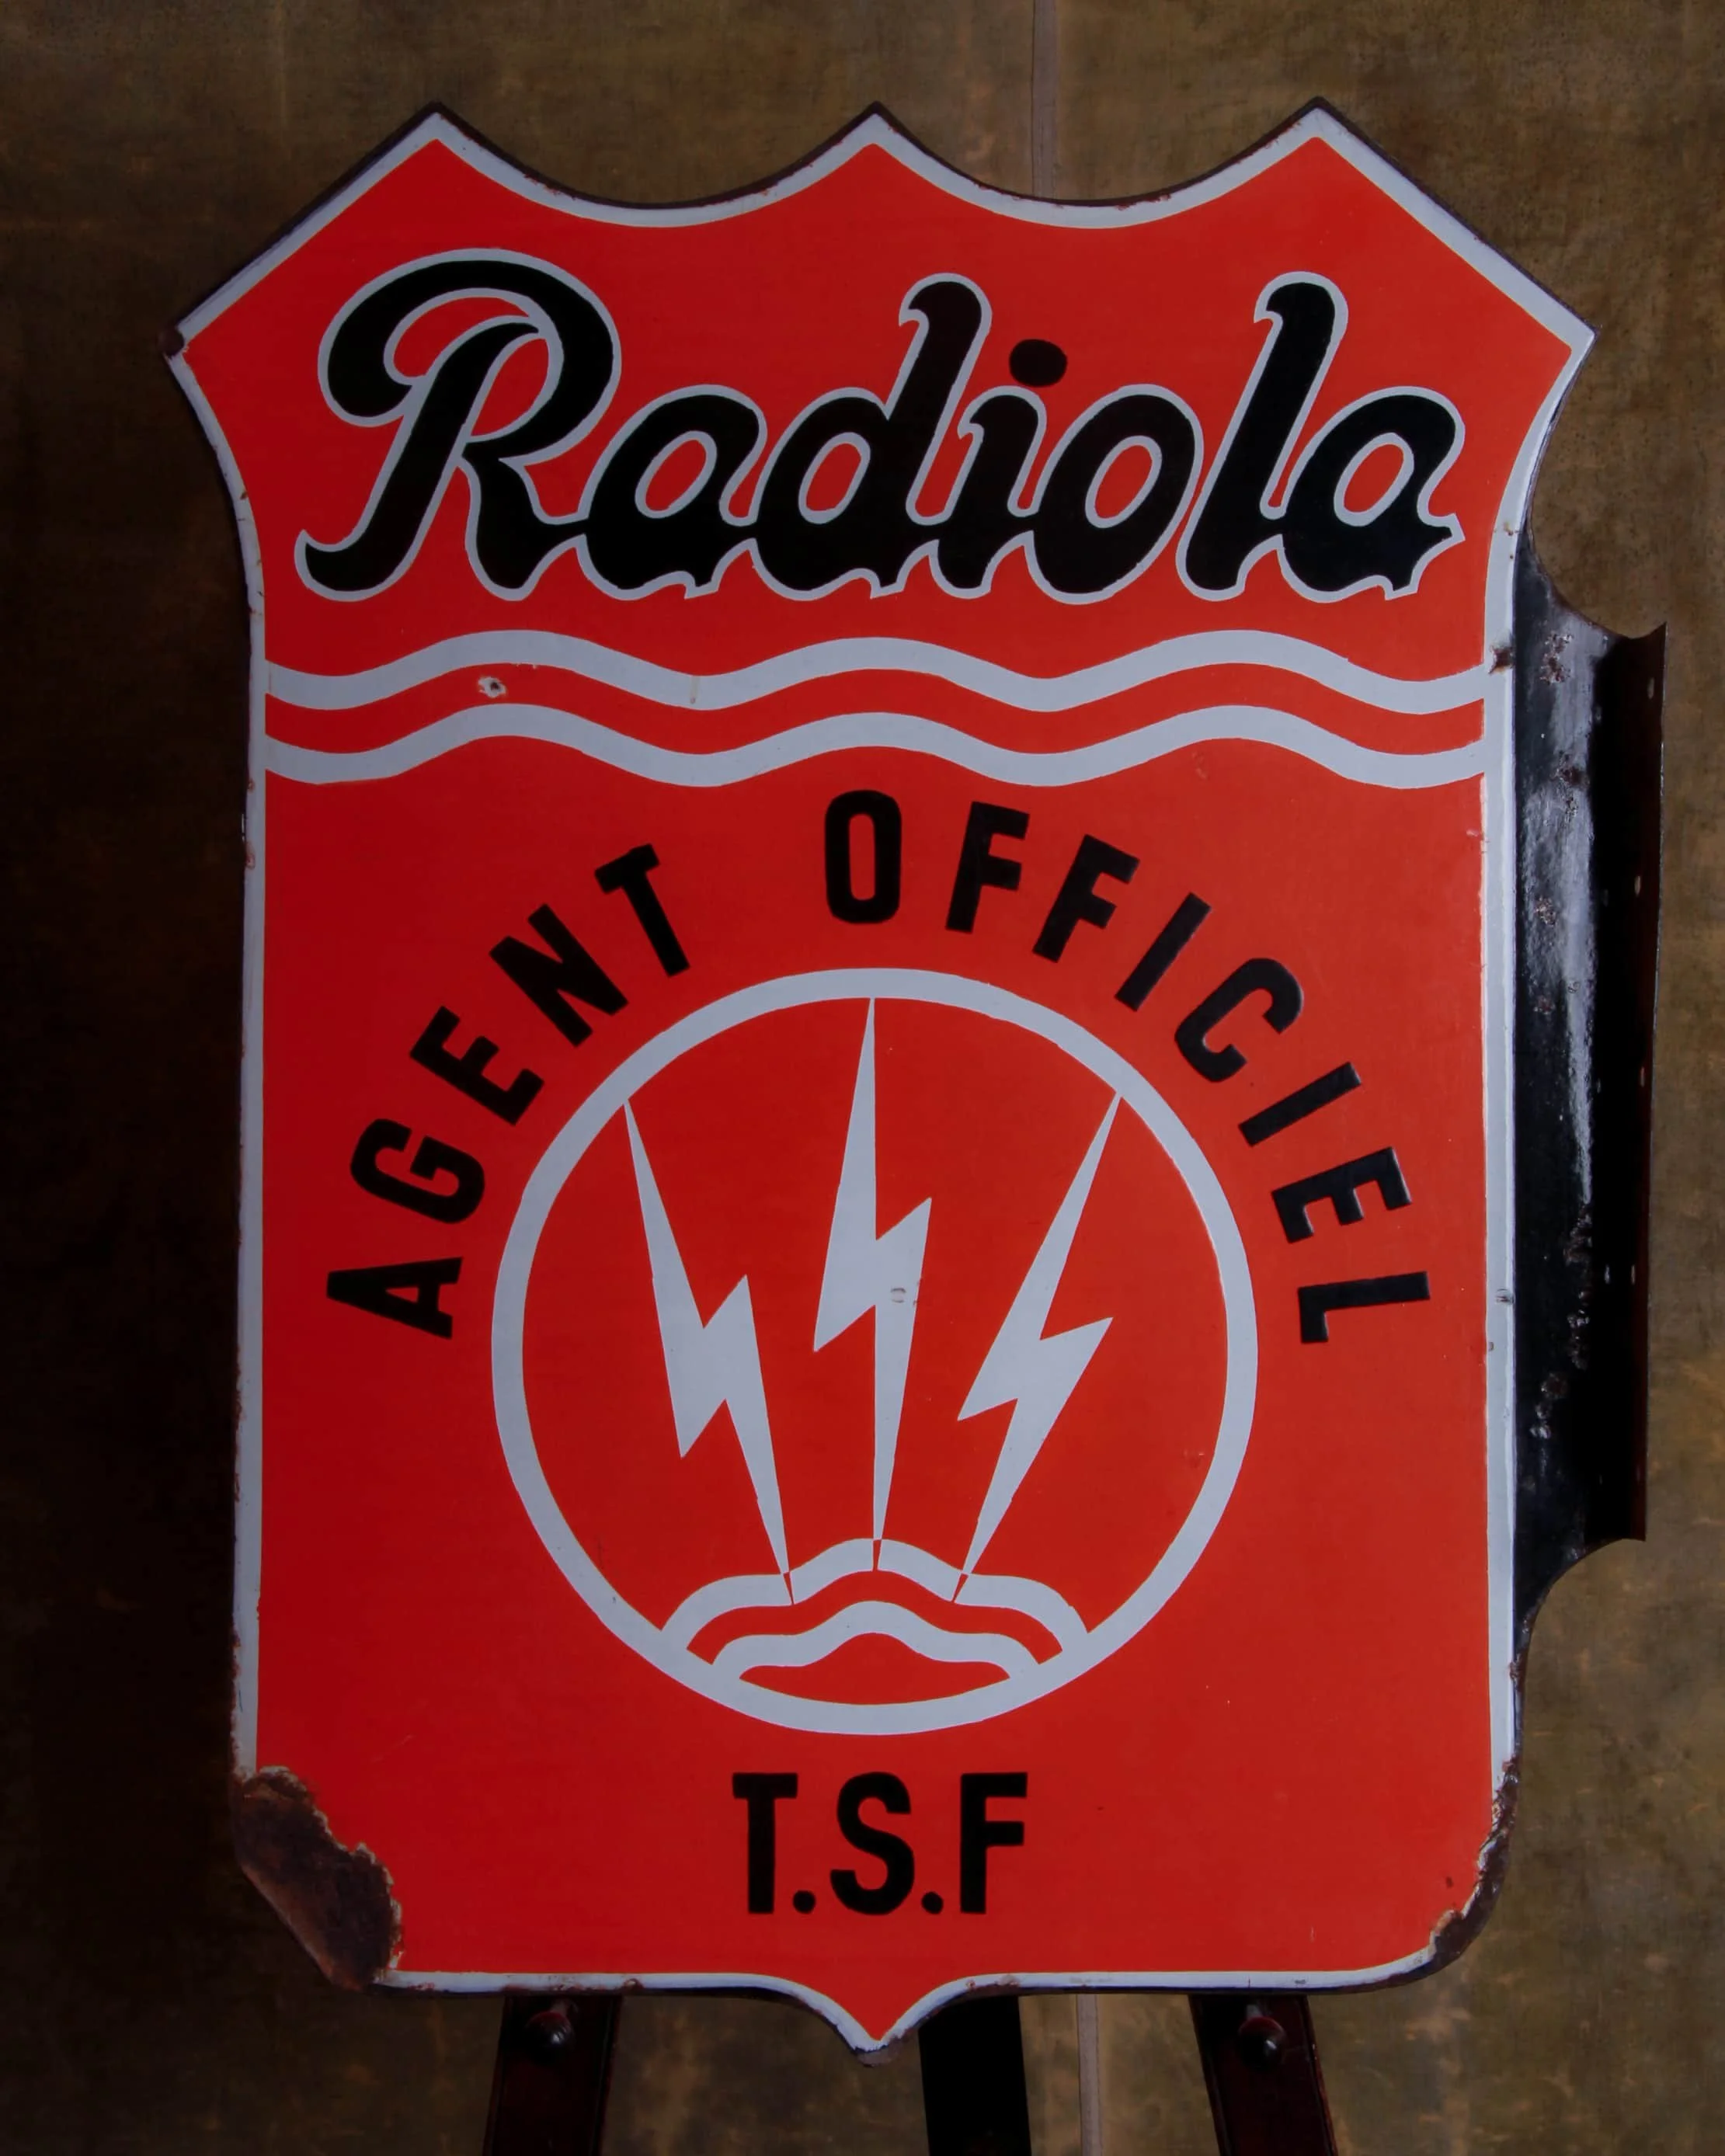 Radiola
AGENT OFFICIEL
T.S.F